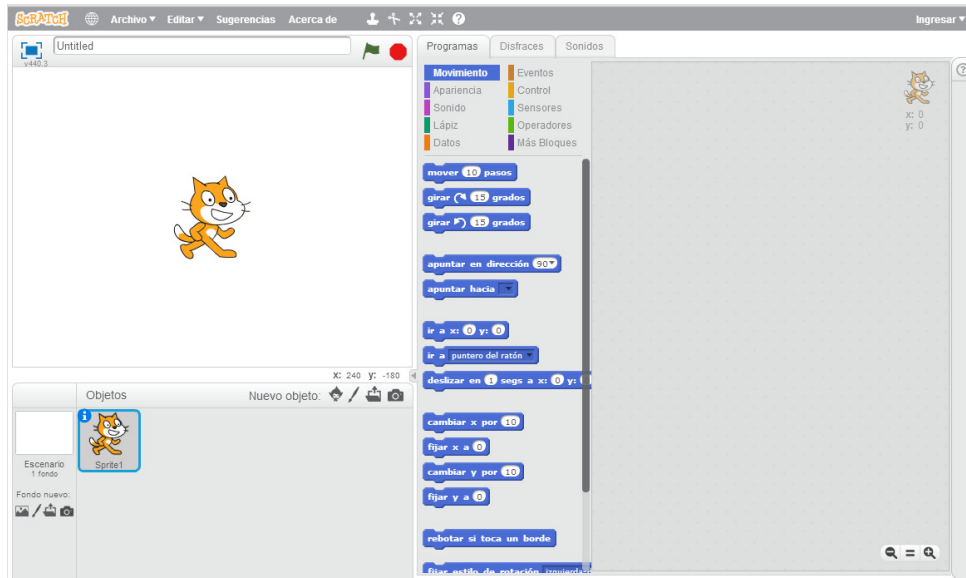 SCRATCH Archivo Editar Sugerencias Acerca de Ingresar
Untitled
v440.3
Programas Disfraces Sonidos
Movimiento Eventos
Apariencia Control
Sonido Sensores
Lápiz Operadores
Datos Más Bloques
x: 0
y: 0
mover 10 pasos
girar 15 grados
girar 15 grados
apuntar en dirección 90
apuntar hacia
ir a x: 0 y: 0
ir a puntero del ratón
deslizar en 1 segs a x: 0 y:
cambiar x por 10
fijar x a 0
cambiar y por 10
fijar y a 0
rebotar si toca un borde
fijar estilo de rotación izquierda
X: 240 Y: -180
Objetos Nuevo objeto:
Sprite1
Escenario
1 fondo
Fondo nuevo: